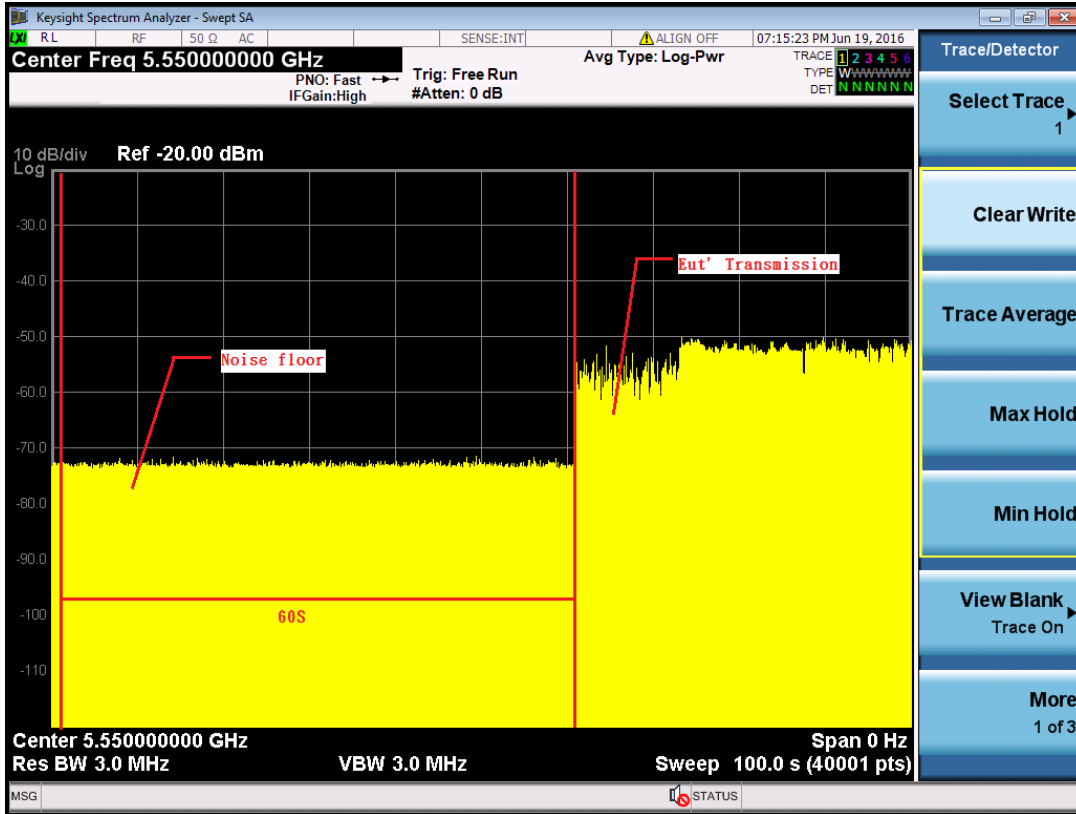 Keysight Spectrum Analyzer - Swept SA
LXI RL RF 50 Ω AC SENSE:INT ALIGN OFF 07:15:23 PM Jun 19, 2016
Center Freq 5.550000000 GHz
PNO: Fast
IFGain:High
Trig: Free Run
#Atten: 0 dB
Avg Type: Log-Pwr
TRACE 1 2 3 4 5 6
TYPE W WWWWW
DET N N N N N N
10 dB/div Ref -20.00 dBm
Log
-30.0
-40.0
-50.0
-60.0
-70.0
-80.0
-90.0
-100
-110
Eut' Transmission
Noise floor
60S
Center 5.550000000 GHz Span 0 Hz
Res BW 3.0 MHz VBW 3.0 MHz Sweep 100.0 s (40001 pts)
MSG STATUS
Trace/Detector
Select Trace
1
Clear Write
Trace Average
Max Hold
Min Hold
View Blank
Trace On
More
1 of 3